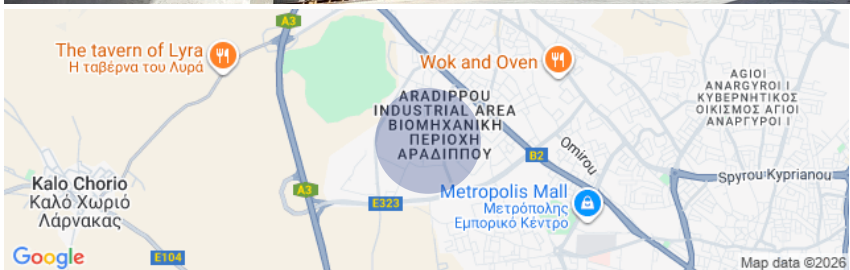 A3
The tavern of Lyra
Η ταβέρνα του Λυρά
Wok and Oven
ARADIPPOU
INDUSTRIAL AREA
ΒΙΟΜΗΧΑΝΙΚΗ
ΠΕΡΙΟΧΗ
ΑΡΑΔΙΠΠΟΥ
AGIOI
ANARGYROI I
ΚΥΒΕΡΝΗΤΙΚΟΣ
ΟΙΚΙΣΜΟΣ ΑΓΙΟΙ
ΑΝΑΡΓΥΡΟΙ Ι
Omirou
B2
Spyrou Kyprianou
Kalo Chorio
Καλό Χωριό
Λάρνακας
A3
E323
Metropolis Mall
Μετρόπολης
Εμπορικό Κέντρο
Google
E104
Map data ©2026